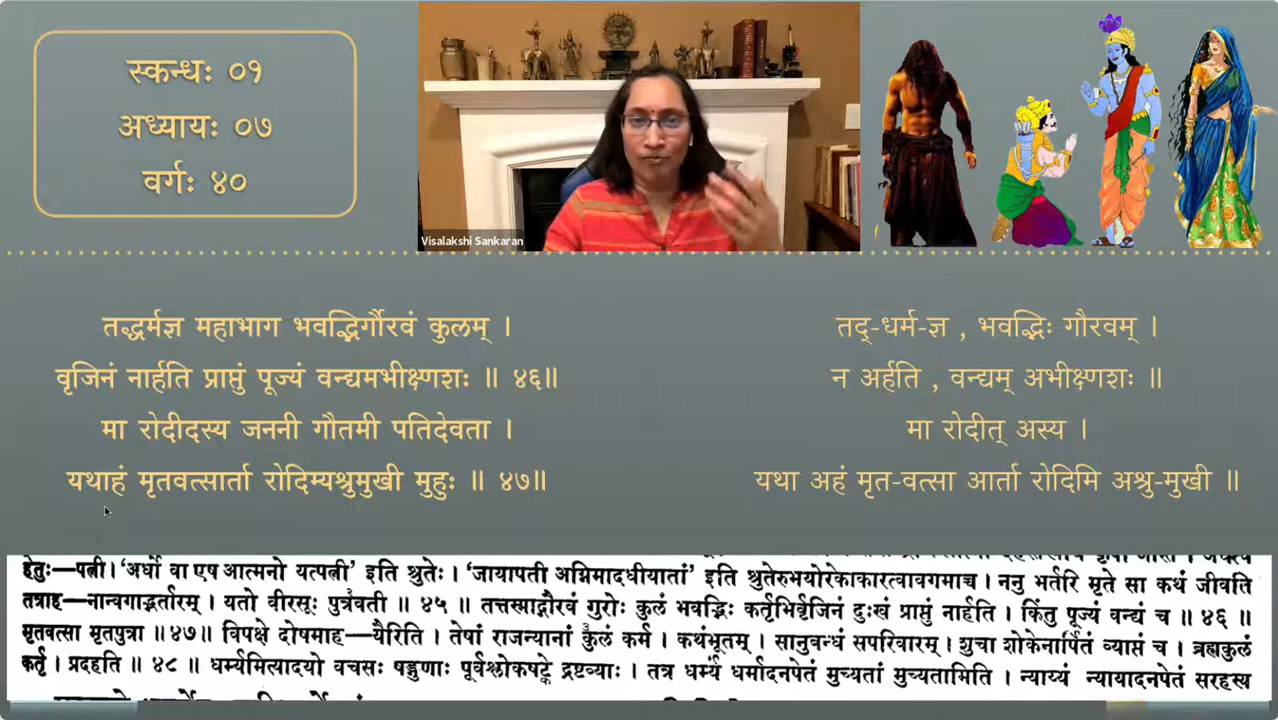 स्कन्धः ०१
अध्यायः ०७
वर्गः ४०
Visalakshi Sankaran
तद्धर्मज्ञ महाभाग भवद्भिर्गौरवं कुलम् ।
वृजिनं नार्हति प्राप्तुं पूज्यं वन्द्यमभीक्ष्णशः ॥ ४६॥
मा रोदीदस्य जननी गौतमी पतिदेवता ।
यथाहं मृतवत्सार्ता रोदिम्यश्रुमुखी मुहुः ॥ ४७॥
तद्-धर्म-ज्ञ , भवद्भिः गौरवम् ।
न अर्हति , वन्द्यम् अभीक्ष्णशः ॥
मा रोदीत् अस्य ।
यथा अहं मृत-वत्सा आर्ता रोदिमि अश्रु-मुखी ॥
हेतुः—पत्नी। 'अर्धो वा एष आत्मनो यत्पत्नी' इति श्रुतेः। 'जायापती अग्निमादधीयातां' इति श्रुतेरुभयोरेकाकारत्वावगमाच्च। ननु भर्तरि मृते सा कथं जीवति
तत्राह—नान्वगाद्भर्तारम्। यतो वीरसूः पुत्रवती ॥ ४५ ॥ तत्तस्माद्गौरवं गुरोः कुलं भवद्भिः कर्तृभिर्वृजिनं दुःखं प्राप्तुं नार्हति। किंतु पूज्यं वन्द्यं च ॥ ४६ ॥
मृतवत्सा मृतपुत्रा ॥४७॥ विपक्षे दोषमाह—यैरिति। तेषां राजन्यानां कुलं कर्म। कथंभूतम्। सानुबन्धं सपरिवारम्। शुचा शोकेनार्पितं व्याप्तं च। ब्रह्मकुलं
कर्तृ। प्रदहति ॥ ४८ ॥ धर्म्यमित्यादयो वचसः षड्गुणाः पूर्वश्लोकषट्के द्रष्टव्याः। तत्र धर्म्यं धर्मादनपेतं मुच्यतां मुच्यतामिति। न्याय्यं न्यायादनपेतं सरहस्य